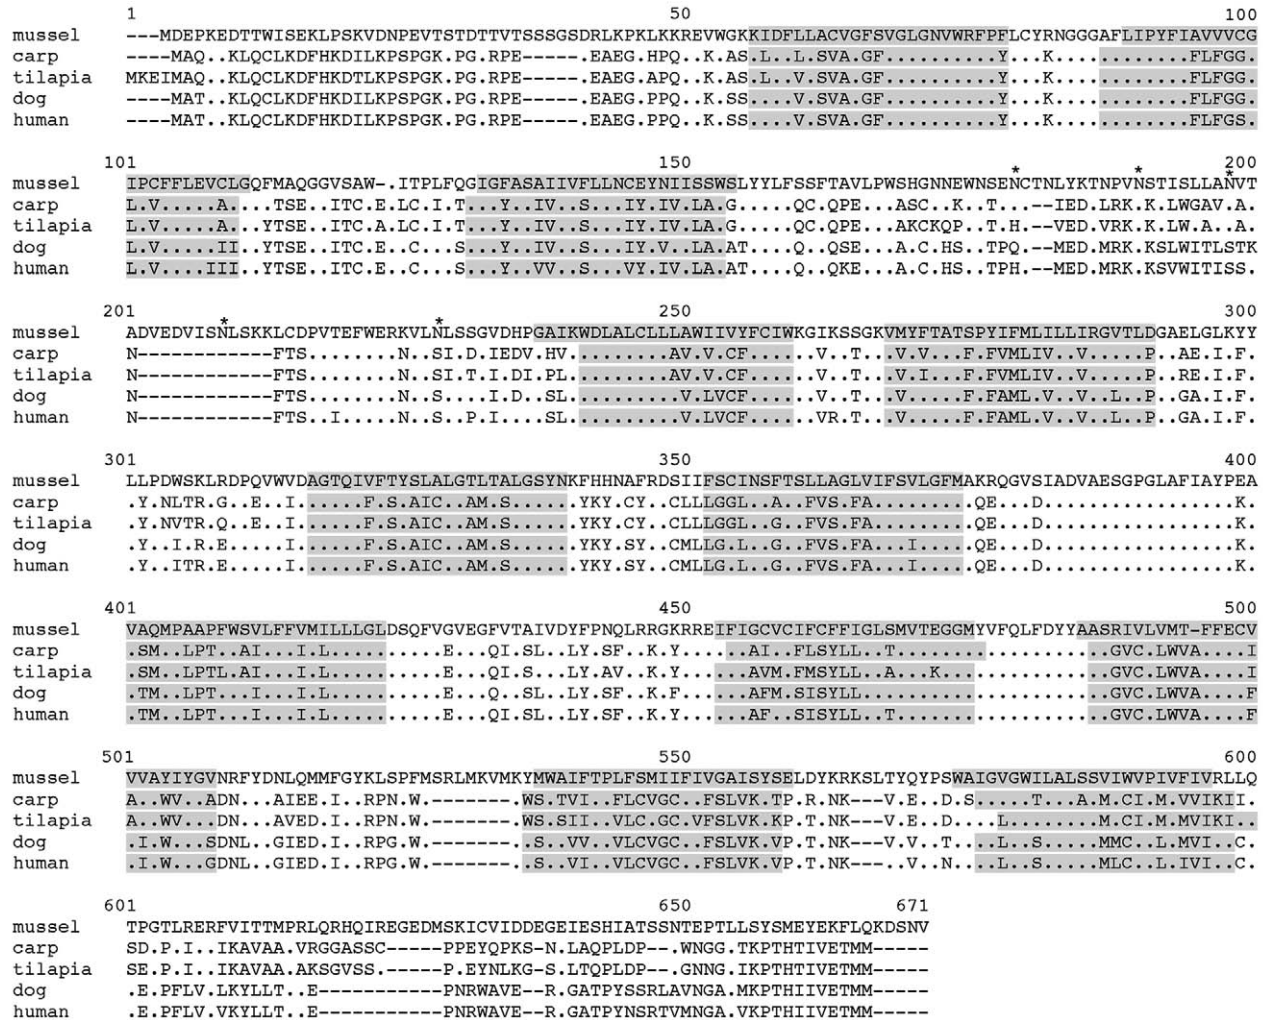 1 50 100
mussel ---MDEPKEDTTWISEKLPSKVDNPEVTSTDTTVTSSSGSDRLKPKLKKREVWGKKIDFLLACVGFSVGLGNVWRFPFLCYRNGGGAFLIPYFIAVVVCG
carp ----MAQ..KLQCLKDFHKDILKPSPGK.PG.RPE-----.EAEG.HPQ..K.AS.L..L.SVA.GF..........Y...K.............FLFGG.
tilapia MKEIMAQ..KLQCLKDFHKDTLKPSPGK.PG.RPE-----.EAEG.APQ..K.AS....L.SVA.GF..........Y...K.............FLFGG.
dog ----MAT..KLQCLKDFHKDILKPSPGK.PG.RPE-----.EAEG.PPQ..K.SS....V.SVA.GF..........Y...K.............FLFGG.
human ----MAT..KLQCLKDFHKDILKPSPGK.PG.RPE-----.EAEG.PPQ..K.SS....V.SVA.GF..........Y...K.............FLFGS.
101 150 * * * 200
mussel IPCFFLEVCLGQFMAQGGVSAW-.ITPLFQGIGFASAIIVFLLNCEYNIISSWSLYYLFSSFTAVLPWSHGNNEWNSENCTNLYKTNPVNSTISLLANVT
carp L.V.....A....TSE..ITC.E.LC.I.T...Y..IV..S...IY.IV.LA.G.....QC.QPE...ASC..K..T...--IED.LRK.K.LWGAV.A.
tilapia L.V.....A...YTSE..ITC.A.LC.I.T...Y..IV..S...IY.IV.LA.G.....QC.QPE...AKCKQP..T.H.--VED.VRK.K.LW.A..A.
dog L.V.....II..YTSE..ITC.E..C...S...Y..IV..S...IY.V..LA.AT....Q..QSE...A.C.HS..TPQ.--MED.MRK.KSLWITLSTK
human L.V....III..YTSE..ITC.E..C...S...Y..VV..S...VY.IV.LA.AT....Q..QKE...A.C.HS..TPH.--MED.MRK.KSVWITISS.
201 * * 250 300
mussel ADVEDVISNLSKKLCDPVTEFWERKVLNLSSGVDHPGAIKWDLALCLLLAWIIVYFCIWKGIKSSGKVMYFTATSPYIFMLILLIRGVTLDGAELGLKYY
carp N------------FTS........N..SI.D.IEDV.HV.........AV.V.CF.....V..T...V.V...F.FVMLIV..V.....P..AE.I.F.
tilapia N------------FTS........N..SI.T.I.DI.PL.........AV.V.CF.....V..T...V.I...F.FVMLIV..V.....P..RE.I.F.
dog N------------FTS........N..S....I.D..SL..........V.LVCF.....V..T...V.....F.FAML.V..V..L..P..GA.I.F.
human N------------FTS..I.....N..S..P.I....SL..........V.LVCF.....VR.T...V.....F.FAML.V..V..L..P..GA.I.F.
301 350 400
mussel LLPDWSKLRDPQVWVDAGTQIVFTYSLALGTLTALGSYNKFHHNAFRDSIIFSCINSFTSLLAGLVIFSVLGFMAKRQGVSIADVAESGPGLAFIAYPEA
carp .Y.NLTR.G..E..I......F.S.AIC..AM.S......YKY.CY..CLLLGGL..A..FVS.FA.........QE...D.................K.
tilapia .Y.NVTR.Q..E..I......F.S.AIC..AM.S......YKY.CY..CLLLGGL..G..FVS.FA.........QE...D.................K.
dog .Y..I.R.E.....I......F.S.AIC..AM.S......YKY.SY..CMLLG.L..G..FVS.FA...I.....QE...D.................K.
human .Y..ITR.E.....I......F.S.AIC..AM.S......YKY.SY..CMLLG.L..G..FVS.FA...I.....QE...D.................K.
401 450 500
mussel VAQMPAAPFWSVLFFVMILLLGLDSQFVGVEGFVTAIVDYFPNQLRRGKRREIFIGCVCIFCFFIGLSMVTEGGMYVFQLFDYYAASRIVLVMT-FFECV
carp .SM..LPT..AI...I.L..........E...QI.SL..LY.SF..K.Y.......AI..FLSYLL..T...................GVC.LWVA....I
tilapia .SM..LPTL.AI...I.L..........E...QI.S...LY.AV..K.Y......AVM.FMSYLL..A...K................GVC.LWVA....I
dog .TM..LPT...I...I.L..........E...Q..SL..LY.SF..K.F......AFM.SISYLL.......................GVC.LWVA....F
human .TM..LPT...I...I.L..........E...QI.SL..LY.SF..K.Y......AF..SISYLL..T....................GVC.LWVA....F
501 550 600
mussel VVAYIYGVNRFYDNLQMMFGYKLSPFMSRLMKVMKYMWAIFTPLFSMIIFIVGAISYSELDYKRKSLTYQYPSWAIGVGWILALSSVIWVPIVFIVRLLQ
carp A..WV..ADN...AIEE.I..RPN.W.--------.WS.TVI..FLCVGC..FSLVK.TP.R.NK---V.E..D.S.....T...A.M.CI.M.VVIKII.
tilapia A..WV...DN...AVED.I..RPN.W.--------.WS.SII..VLC.GC.VFSLVK.KP.T.NK---V.E..D....L........M.CI.M.MVIKI..
dog .I.W...SDNL..GIED.I..RPG.W.--------.S..VV..VLCVGC..FSLVK.VP.T.NK---V.V..T...L..S.....MMC..L.MVI..C.
human .I.W...GDNL..GIED.I..RPG.W.--------.S..VI..VLCVGC..FSLVK.VP.T.NK---V..V..N...L..S.....MLC..L.IVI..C.
601 650 671
mussel TPGTLRERFVITTMPRLQRHQIREGEDMSKICVIDDEGEIESHIATSSNTEPTLLSYSMEYEKFLQKDSNV
carp SD.P.I..IKAVAA.VRGGASSC-----PPEYQPKS-N.LAQPLDP--.WNGG.TKPTHTIVETMM-----
tilapia SE.P.I..IKAVAA.AKSGVSS.-----P.EYNLKG-S.LTQPLDP--.GNNG.IKPTHTIVETMM-----
dog .E.PFLV.LKYLLT..E-----------PNRWAVE--R.GATPYSSRLAVNGA.MKPTHIIVETMM-----
human .E.PFLV.VKYLLT..E-----------PNRWAVE--R.GATPYNSRTVMNGA.VKPTHIIVETMM-----